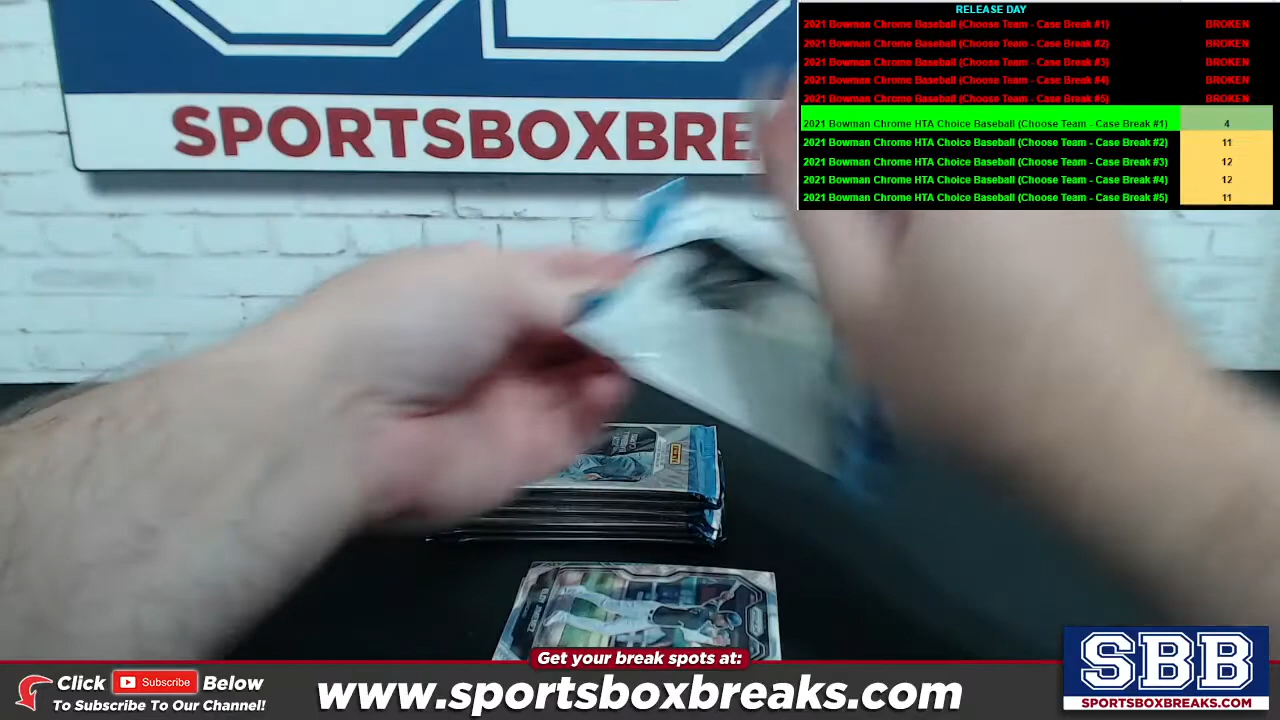 RELEASE DAY
2021 Bowman Chrome Baseball (Choose Team - Case Break #1) BROKEN
2021 Bowman Chrome Baseball (Choose Team - Case Break #2) BROKEN
2021 Bowman Chrome Baseball (Choose Team - Case Break #3) BROKEN
2021 Bowman Chrome Baseball (Choose Team - Case Break #4) BROKEN
2021 Bowman Chrome Baseball (Choose Team - Case Break #5) BROKEN
2021 Bowman Chrome HTA Choice Baseball (Choose Team - Case Break #1) 4
2021 Bowman Chrome HTA Choice Baseball (Choose Team - Case Break #2) 11
2021 Bowman Chrome HTA Choice Baseball (Choose Team - Case Break #3) 12
2021 Bowman Chrome HTA Choice Baseball (Choose Team - Case Break #4) 12
2021 Bowman Chrome HTA Choice Baseball (Choose Team - Case Break #5) 11
SPORTSBOXBRE
PANINI
Get your break spots at:
Click Subscribe Below
To Subscribe To Our Channel!
www.sportsboxbreaks.com
SBB
SPORTSBOXBREAKS.COM